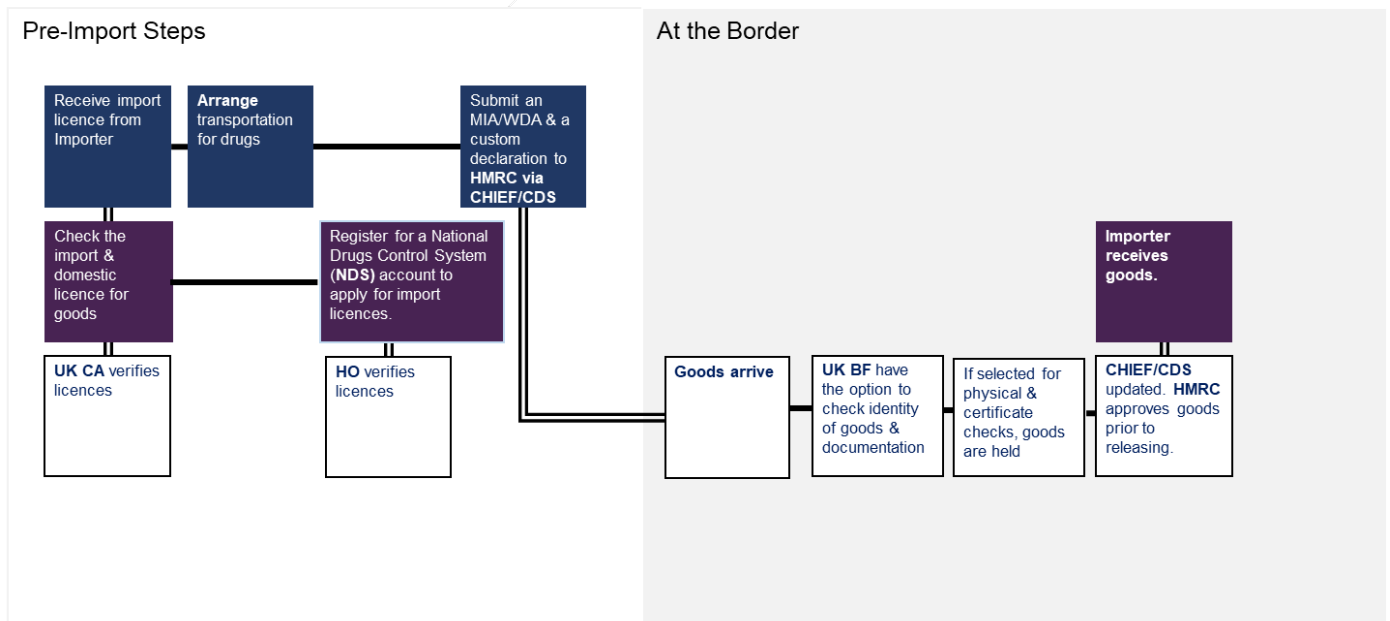 Pre-Import Steps
At the Border
Receive import
licence from
Importer
Arrange
transportation
for drugs
Submit an
MIA/WDA & a
custom
declaration to
HMRC via
CHIEF/CDS
Check the
import &
domestic
licence for
goods
Register for a National
Drugs Control System
(NDS) account to
apply for import
licences.
Importer
receives
goods.
UK CA verifies
licences
HO verifies
licences
Goods arrive
UK BF have
the option to
check identity
of goods &
documentation
If selected for
physical &
certificate
checks, goods
are held
CHIEF/CDS
updated. HMRC
approves goods
prior to
releasing.